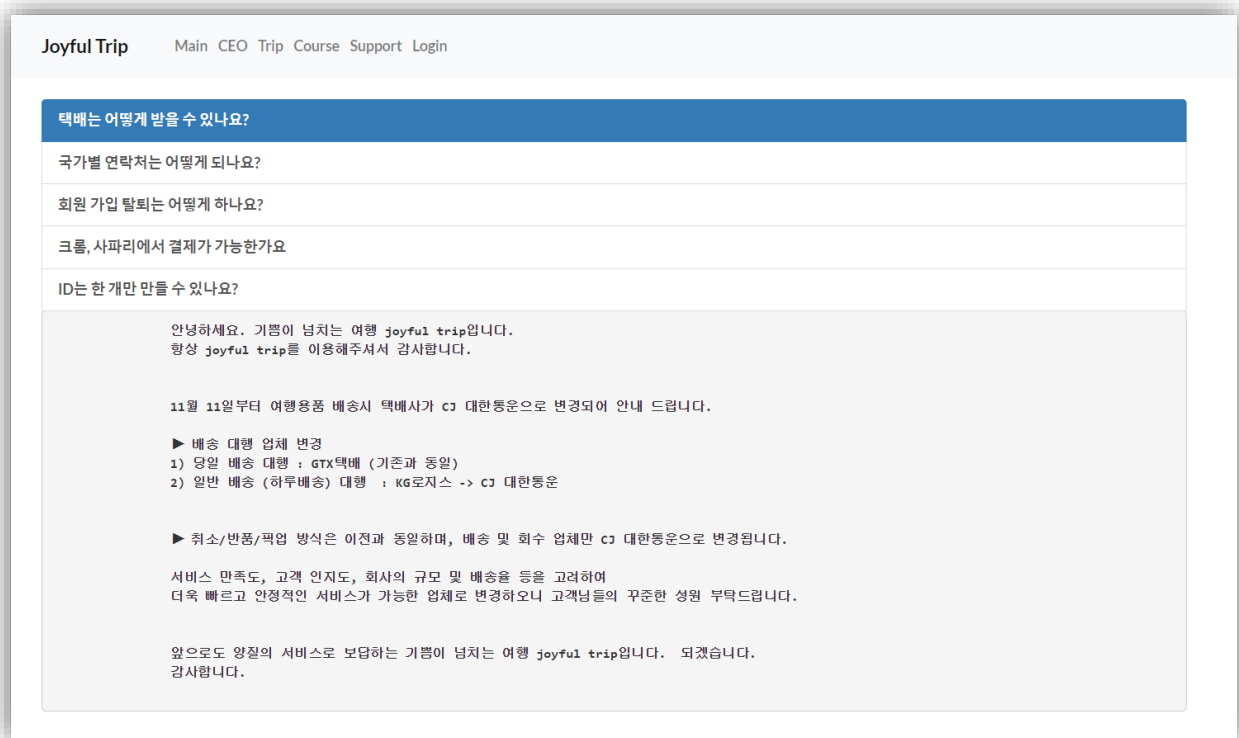 Joyful Trip Main CEO Trip Course Support Login
택배는 어떻게 받을 수 있나요?
국가별 연락처는 어떻게 되나요?
회원 가입 탈퇴는 어떻게 하나요?
크롬, 사파리에서 결제가 가능한가요
ID는 한 개만 만들 수 있나요?
안녕하세요. 기쁨이 넘치는 여행 joyful trip입니다.
항상 joyful trip를 이용해주셔서 감사합니다.
11월 11일부터 여행용품 배송시 택배사가 CJ 대한통운으로 변경되어 안내 드립니다.
▶ 배송 대행 업체 변경
1) 당일 배송 대행 : GTX택배 (기존과 동일)
2) 일반 배송 (하루배송) 대행 : KG로지스 -> CJ 대한통운
▶ 취소/반품/픽업 방식은 이전과 동일하며, 배송 및 회수 업체만 CJ 대한통운으로 변경됩니다.
서비스 만족도, 고객 인지도, 회사의 규모 및 배송율 등을 고려하여
더욱 빠르고 안정적인 서비스가 가능한 업체로 변경하오니 고객님들의 꾸준한 성원 부탁드립니다.
앞으로도 양질의 서비스로 보답하는 기쁨이 넘치는 여행 joyful trip입니다. 되겠습니다.
감사합니다.